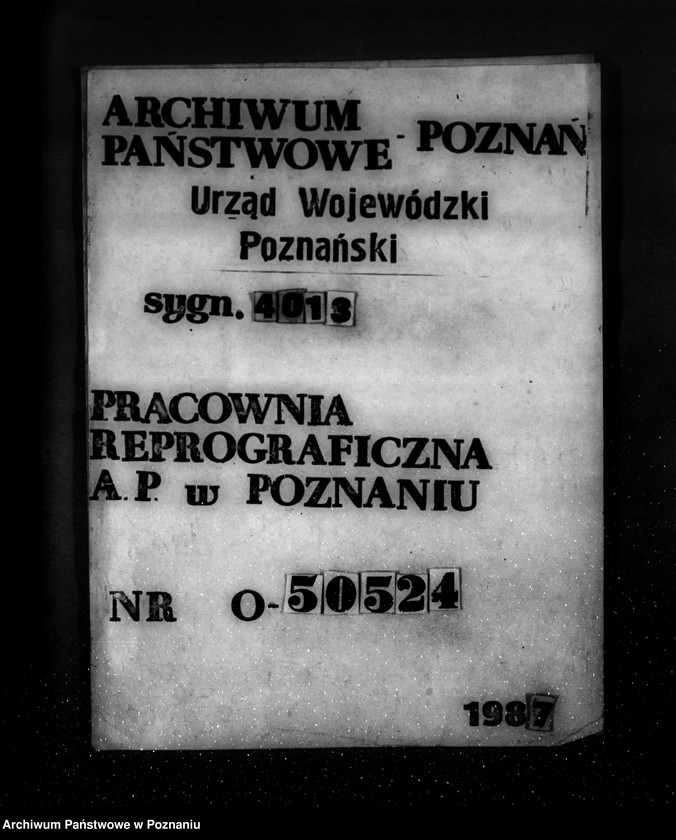 ARCHIWUM
PAŃSTWOWE - POZNAŃ
Urząd Wojewódzki
Poznański
sygn. 4013
PRACOWNIA
REPROGRAFICZNA
A.P. w POZNANIU
NR O-50524
1987
Archiwum Państwowe w Poznaniu